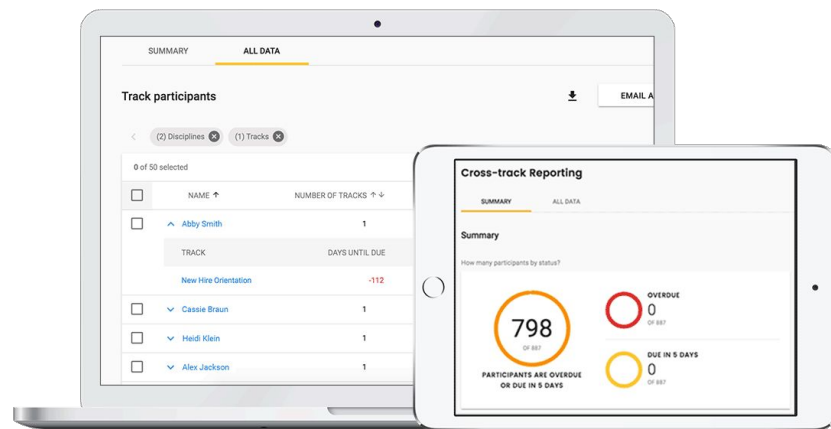 SUMMARY ALL DATA
Track participants
EMAIL A
(2) Disciplines (1) Tracks
0 of 50 selected
NAME NUMBER OF TRACKS
Abby Smith 1
TRACK DAYS UNTIL DUE
New Hire Orientation -112
Cassie Braun 1
Heidi Klein 1
Alex Jackson 1
Cross-track Reporting
SUMMARY ALL DATA
Summary
How many participants by status?
798
OF 887
PARTICIPANTS ARE OVERDUE
OR DUE IN 5 DAYS
OVERDUE
0
OF 887
DUE IN 5 DAYS
0
OF 887